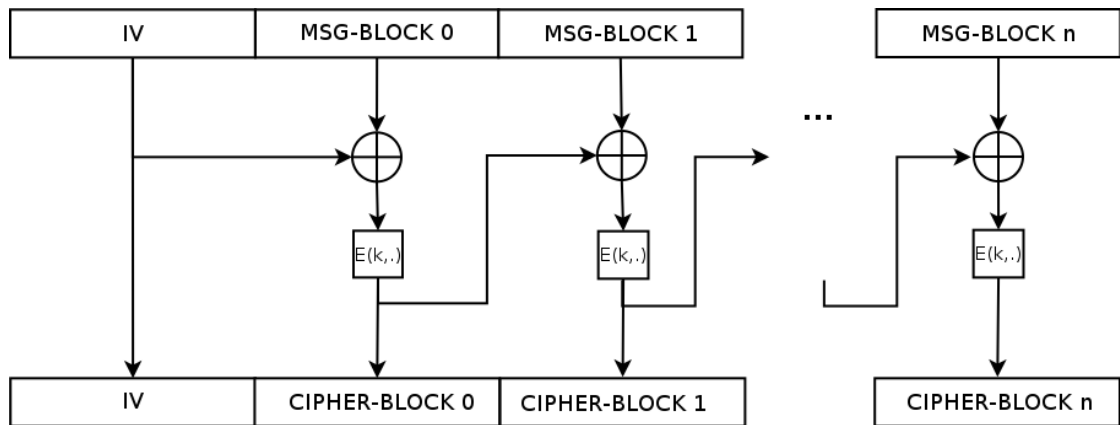 IV MSG-BLOCK 0 MSG-BLOCK 1 MSG-BLOCK n
...
E(k,.) E(k,.) E(k,.)
IV CIPHER-BLOCK 0 CIPHER-BLOCK 1 CIPHER-BLOCK n